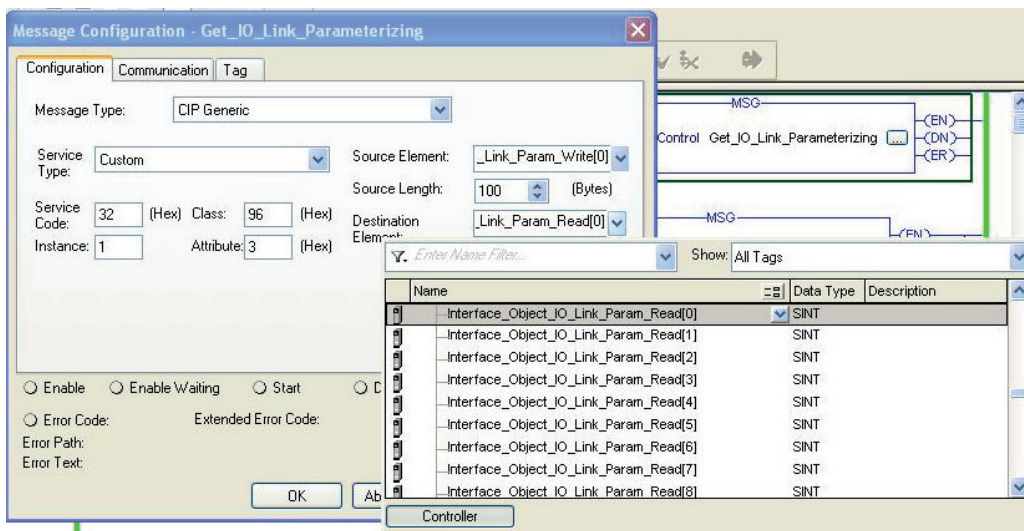 Message Configuration - Get_IO_Link_Parameterizing
Configuration Communication Tag
Message Type: CIP Generic
Service Type: Custom
Source Element: _Link_Param_Write[0]
Source Length: 100 (Bytes)
Service Code: 32 (Hex) Class: 96 (Hex)
Destination Element: _Link_Param_Read[0]
Instance: 1 Attribute: 3 (Hex)
Enable Enable Waiting Start D
Error Code: Extended Error Code:
Error Path:
Error Text:
OK Ab
MSG
Control Get_IO_Link_Parameterizing ...
(EN)
(DN)
(ER)
MSG
(EN)
Enter Name Filter... Show: All Tags
Name Data Type Description
Interface_Object_IO_Link_Param_Read[0] SINT
Interface_Object_IO_Link_Param_Read[1] SINT
Interface_Object_IO_Link_Param_Read[2] SINT
Interface_Object_IO_Link_Param_Read[3] SINT
Interface_Object_IO_Link_Param_Read[4] SINT
Interface_Object_IO_Link_Param_Read[5] SINT
Interface_Object_IO_Link_Param_Read[6] SINT
Interface_Object_IO_Link_Param_Read[7] SINT
Interface_Object_IO_Link_Param_Read[8] SINT
Controller